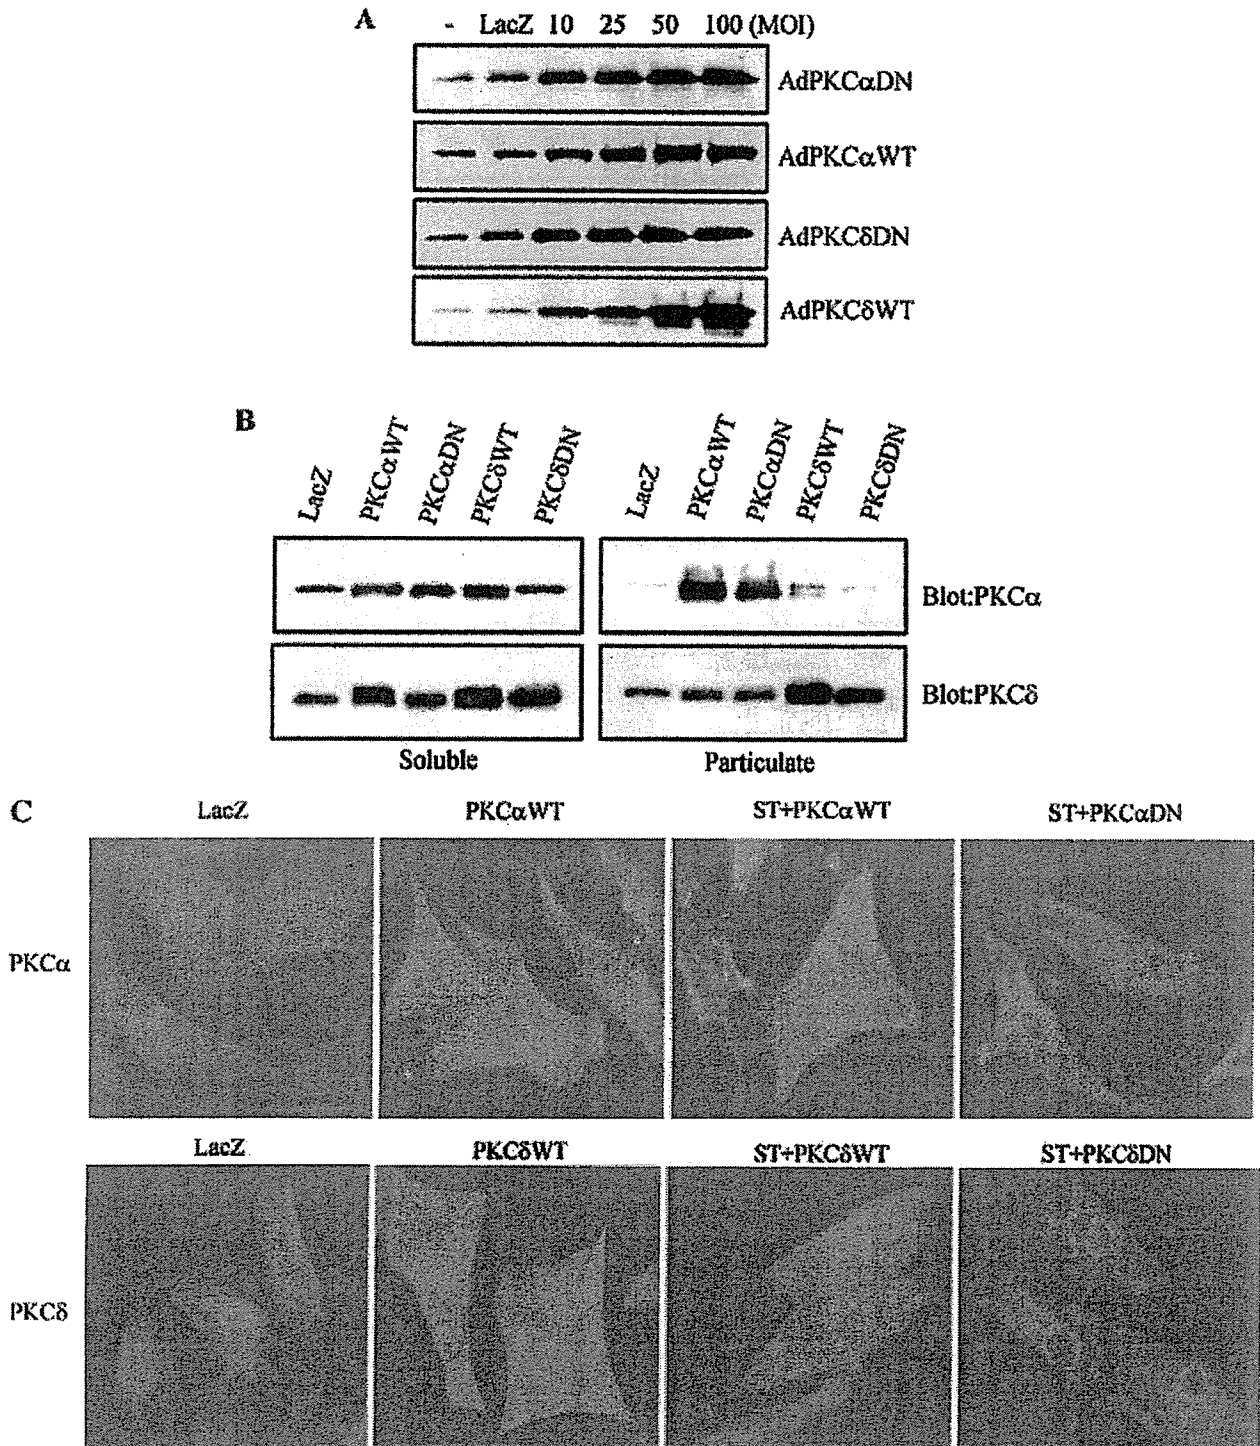 A
- LacZ 10 25 50 100 (MOI)
AdPKCαDN
AdPKCαWT
AdPKCδDN
AdPKCδWT
B
LacZ PKCαWT PKCαDN PKCδWT PKCδDN LacZ PKCαWT PKCαDN PKCδWT PKCδDN
Blot:PKCα
Blot:PKCδ
Soluble Particulate
C
LacZ PKCαWT ST+PKCαWT ST+PKCαDN
PKCα
LacZ PKCδWT ST+PKCδWT ST+PKCδDN
PKCδ